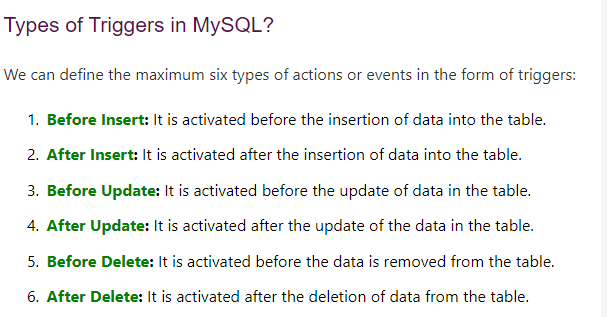 Types of Triggers in MySQL?
We can define the maximum six types of actions or events in the form of triggers:
1. Before Insert: It is activated before the insertion of data into the table.
2. After Insert: It is activated after the insertion of data into the table.
3. Before Update: It is activated before the update of data in the table.
4. After Update: It is activated after the update of the data in the table.
5. Before Delete: It is activated before the data is removed from the table.
6. After Delete: It is activated after the deletion of data from the table.